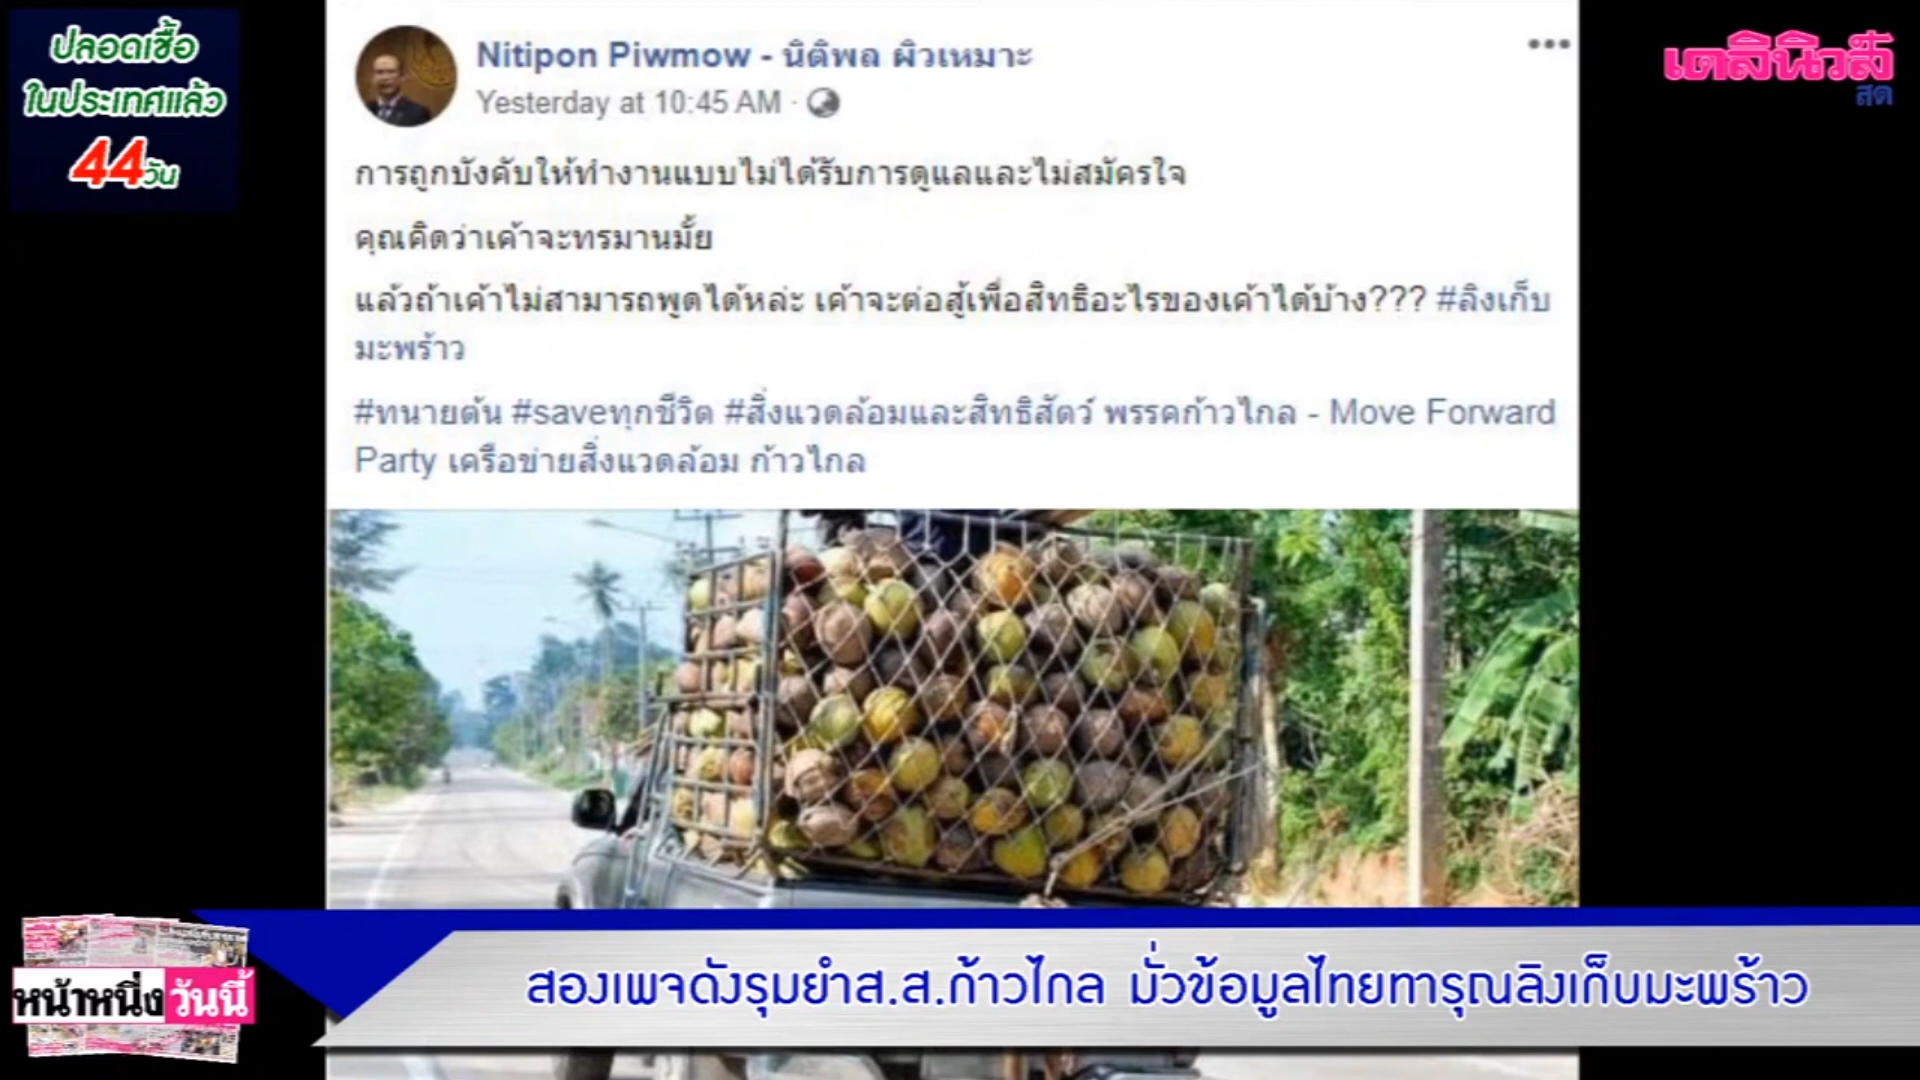 ปลอดเชื้อ
ในประเทศแล้ว
44วัน
เดลินิวส์
สด
Nitipon Piwmow - นิติพล ผิวเหมาะ
Yesterday at 10:45 AM ·
การถูกบังคับให้ทำงานแบบไม่ได้รับการดูแลและไม่สมัครใจ
คุณคิดว่าเค้าจะทรมานมั้ย
แล้วถ้าเค้าไม่สามารถพูดได้หล่ะ เค้าจะต่อสู้เพื่อสิทธิอะไรของเค้าได้บ้าง??? #ลิงเก็บ
มะพร้าว
#ทนายต้น #saveทุกชีวิต #สิ่งแวดล้อมและสิทธิสัตว์ พรรคก้าวไกล - Move Forward
Party เครือข่ายสิ่งแวดล้อม ก้าวไกล
หน้าหนึ่งวันนี้
สองเพจดังรุมยำส.ส.ก้าวไกล มั่วข้อมูลไทยทารุณลิงเก็บมะพร้าว